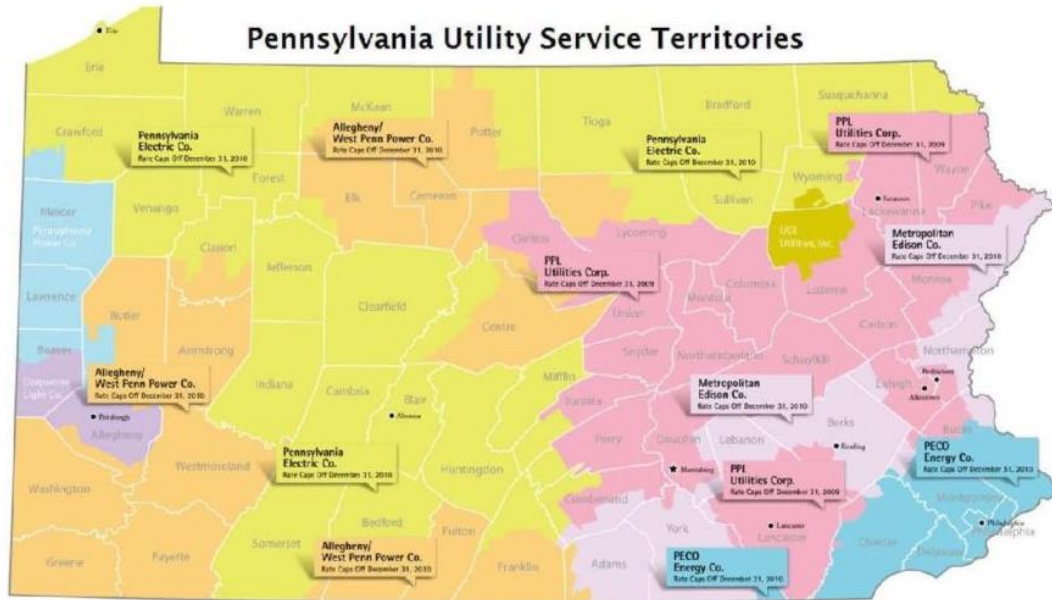 Pennsylvania Utility Service Territories
Erie
Erie
Warren
McKean
Potter
Tioga
Bradford
Susquehanna
Crawford
Pennsylvania
Electric Co.
Rate Caps Off December 31, 2010
Allegheny/
West Penn Power Co.
Rate Caps Off December 31, 2010
Pennsylvania
Electric Co.
Rate Caps Off December 31, 2010
PPL
Utilities Corp.
Rate Caps Off December 31, 2009
Wayne
Forest
Wyoming
Mercer
Pennsylvania
Power Co.
Venango
Elk
Cameron
Sullivan
Scranton
Lackawanna
Pike
Clarion
Clinton
Lycoming
UGI
Utilities, Inc.
Metropolitan
Edison Co.
Rate Caps Off December 31, 2010
Jefferson
PPL
Utilities Corp.
Rate Caps Off December 31, 2009
Columbia
Luzerne
Monroe
Lawrence
Clearfield
Montour
Butler
Centre
Union
Carbon
Beaver
Armstrong
Snyder
Northumberland
Schuylkill
Northampton
Duquesne
Light Co.
Allegheny/
West Penn Power Co.
Rate Caps Off December 31, 2010
Indiana
Cambria
Blair
Mifflin
Juniata
Metropolitan
Edison Co.
Rate Caps Off December 31, 2010
Lehigh
Bethlehem
Allentown
Pittsburgh
Allegheny
Altoona
Perry
Dauphin
Lebanon
Berks
Reading
Bucks
Westmoreland
Pennsylvania
Electric Co.
Rate Caps Off December 31, 2010
Huntingdon
Harrisburg
PPL
Utilities Corp.
Rate Caps Off December 31, 2009
PECO
Energy Co.
Rate Caps Off December 31, 2010
Washington
Cumberland
Montgomery
Bedford
York
Lancaster
Lancaster
Philadelphia
Philadelphia
Greene
Fayette
Somerset
Allegheny/
West Penn Power Co.
Rate Caps Off December 31, 2010
Fulton
Franklin
Adams
PECO
Energy Co.
Rate Caps Off December 31, 2010
Chester
Delaware